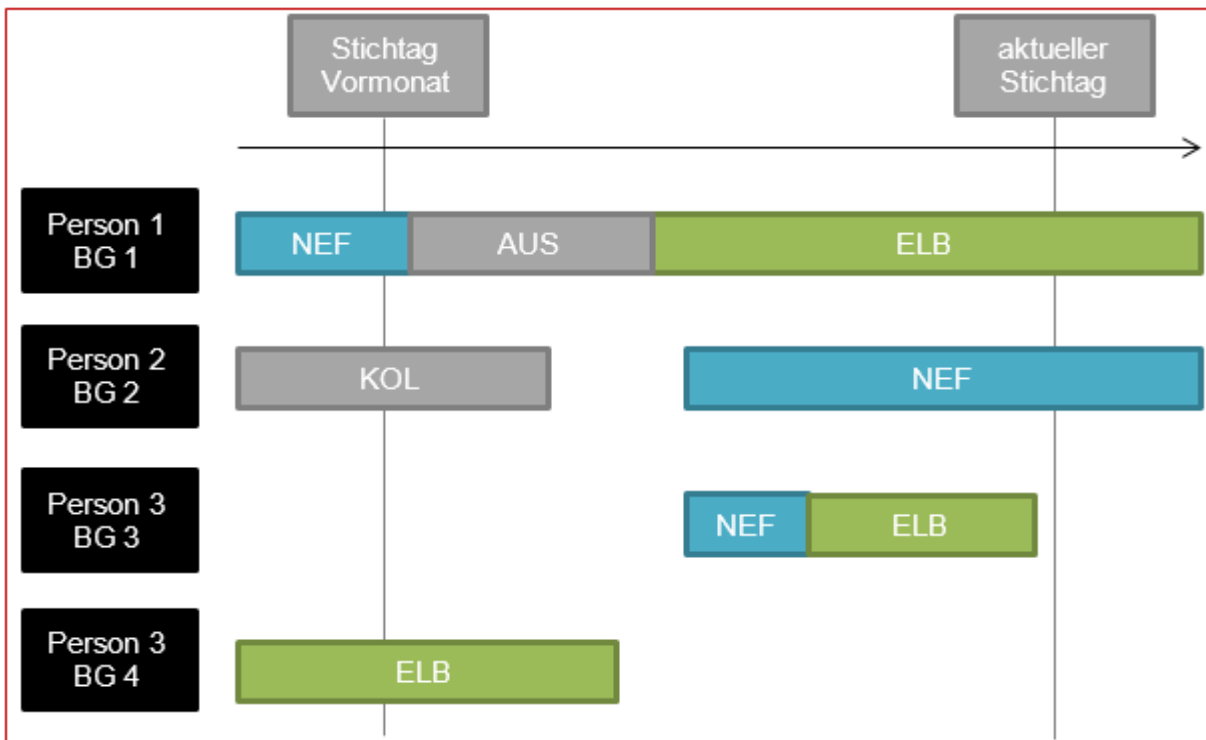 Stichtag
Vormonat
aktueller
Stichtag
Person 1
BG 1
NEF
AUS
ELB
Person 2
BG 2
KOL
NEF
Person 3
BG 3
NEF
ELB
Person 3
BG 4
ELB